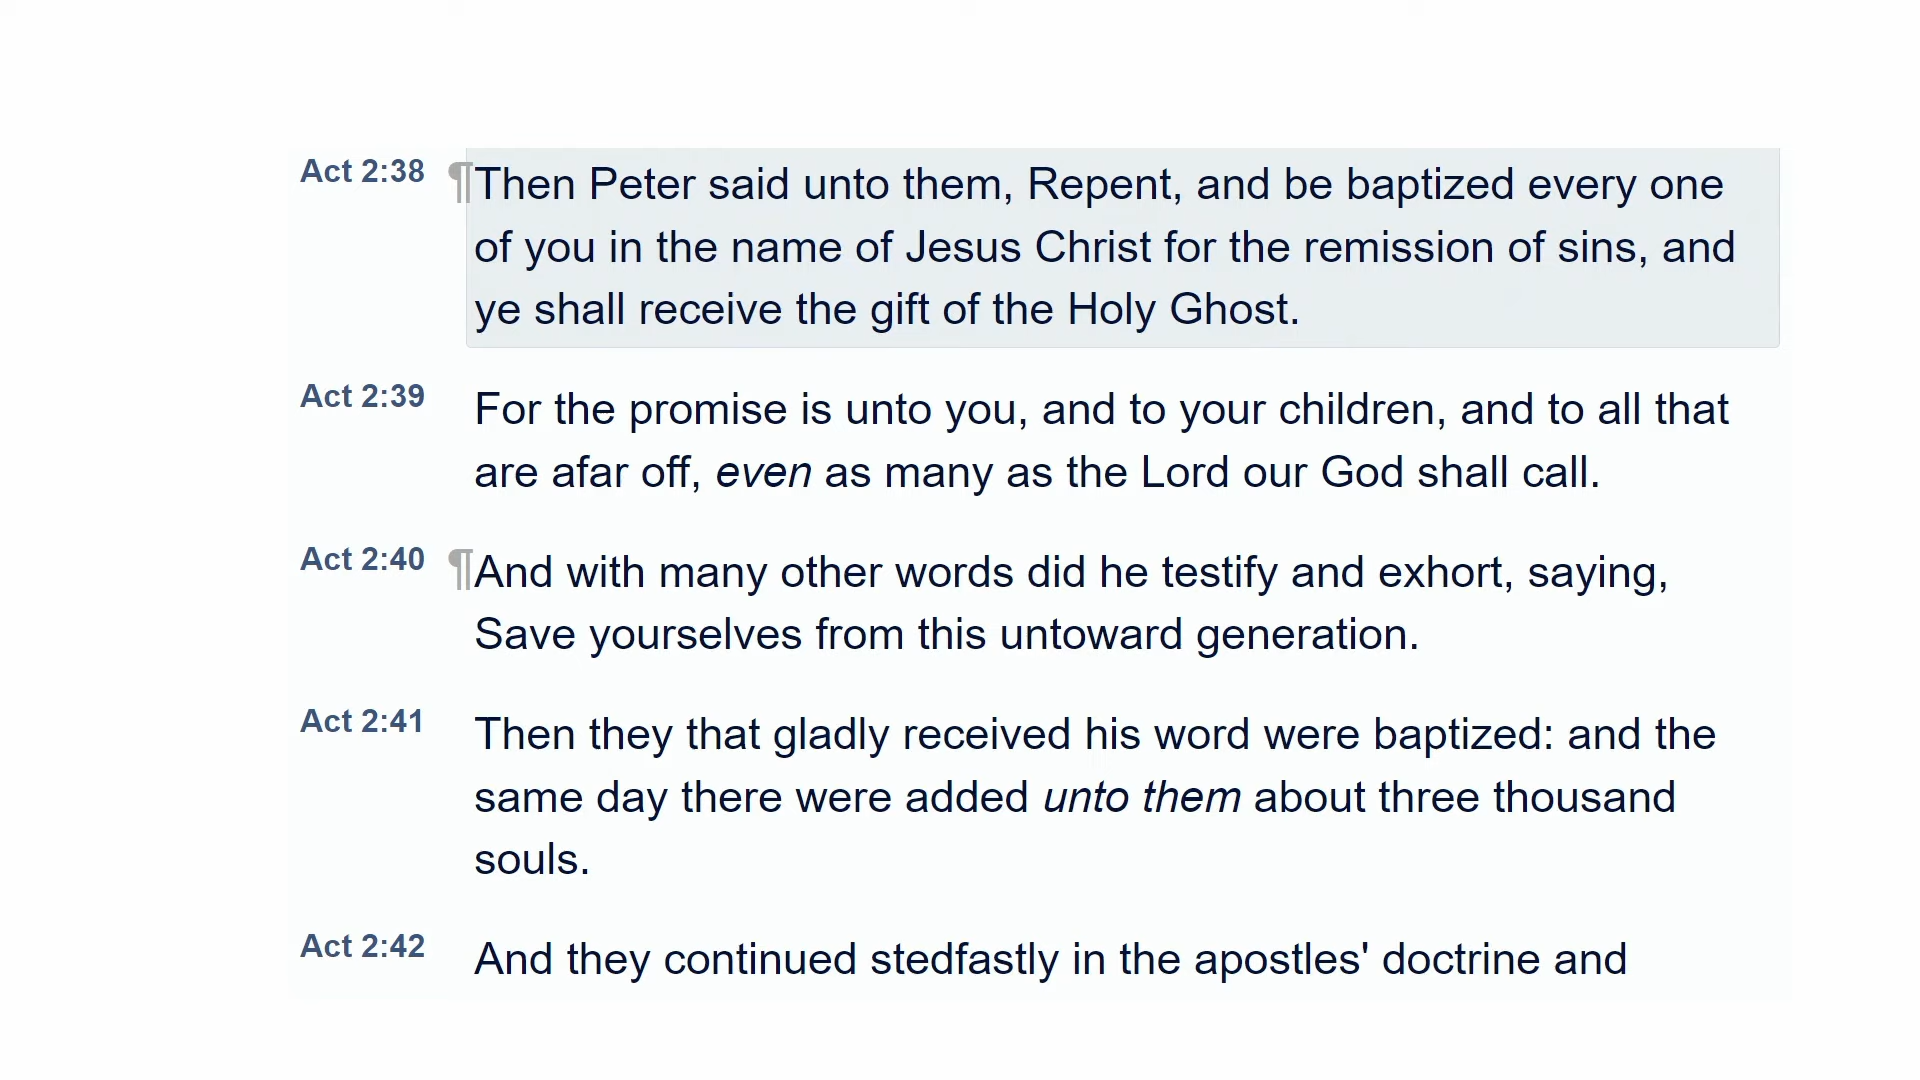 Act 2:38 ¶Then Peter said unto them, Repent, and be baptized every one
of you in the name of Jesus Christ for the remission of sins, and
ye shall receive the gift of the Holy Ghost.
Act 2:39 For the promise is unto you, and to your children, and to all that
are afar off, even as many as the Lord our God shall call.
Act 2:40 ¶And with many other words did he testify and exhort, saying,
Save yourselves from this untoward generation.
Act 2:41 Then they that gladly received his word were baptized: and the
same day there were added unto them about three thousand
souls.
Act 2:42 And they continued stedfastly in the apostles' doctrine and